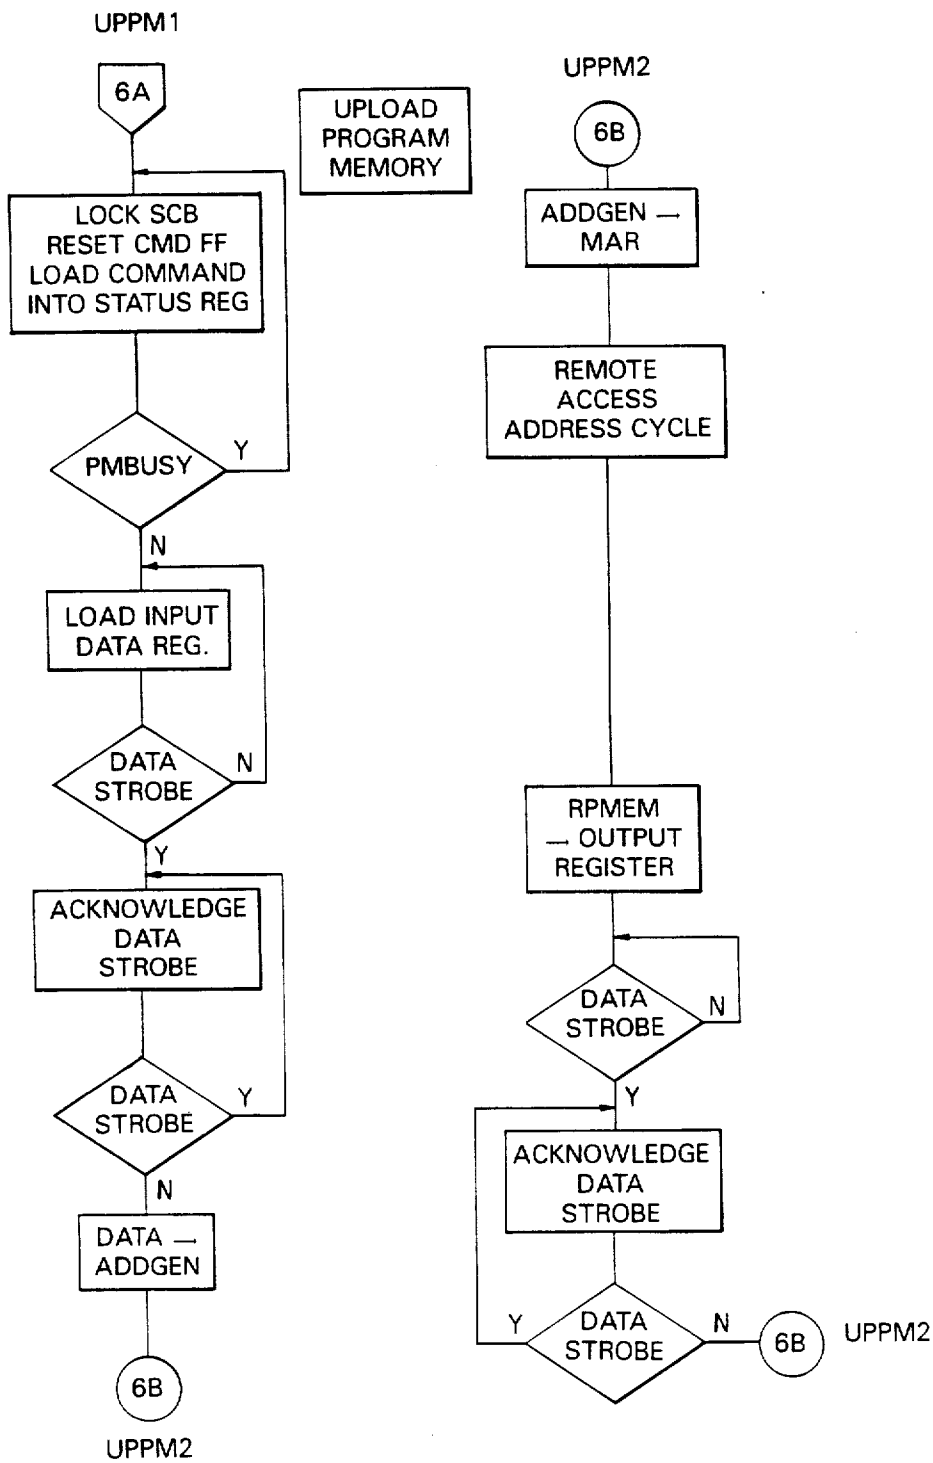 UPPM1
6A
UPLOAD
PROGRAM
MEMORY
LOCK SCB
RESET CMD FF
LOAD COMMAND
INTO STATUS REG
PMBUSY
Y
N
LOAD INPUT
DATA REG.
DATA
STROBE
N
Y
ACKNOWLEDGE
DATA
STROBE
DATA
STROBE
Y
N
DATA →
ADDGEN
6B
UPPM2
UPPM2
6B
ADDGEN →
MAR
REMOTE
ACCESS
ADDRESS CYCLE
RPMEM
→ OUTPUT
REGISTER
DATA
STROBE
N
Y
ACKNOWLEDGE
DATA
STROBE
Y
DATA
STROBE
N
6B
UPPM2